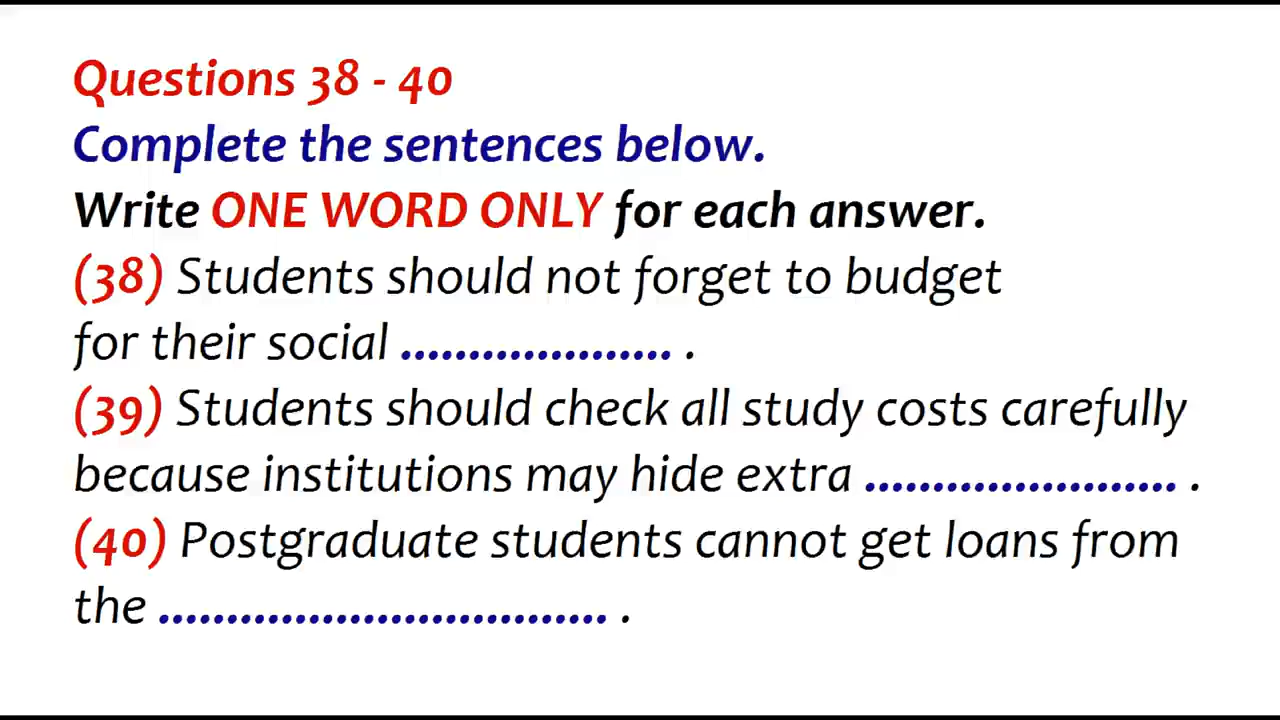 Questions 38 - 40
Complete the sentences below.
Write ONE WORD ONLY for each answer.
(38) Students should not forget to budget
for their social .................... .
(39) Students should check all study costs carefully
because institutions may hide extra ....................... .
(40) Postgraduate students cannot get loans from
the ................................. .